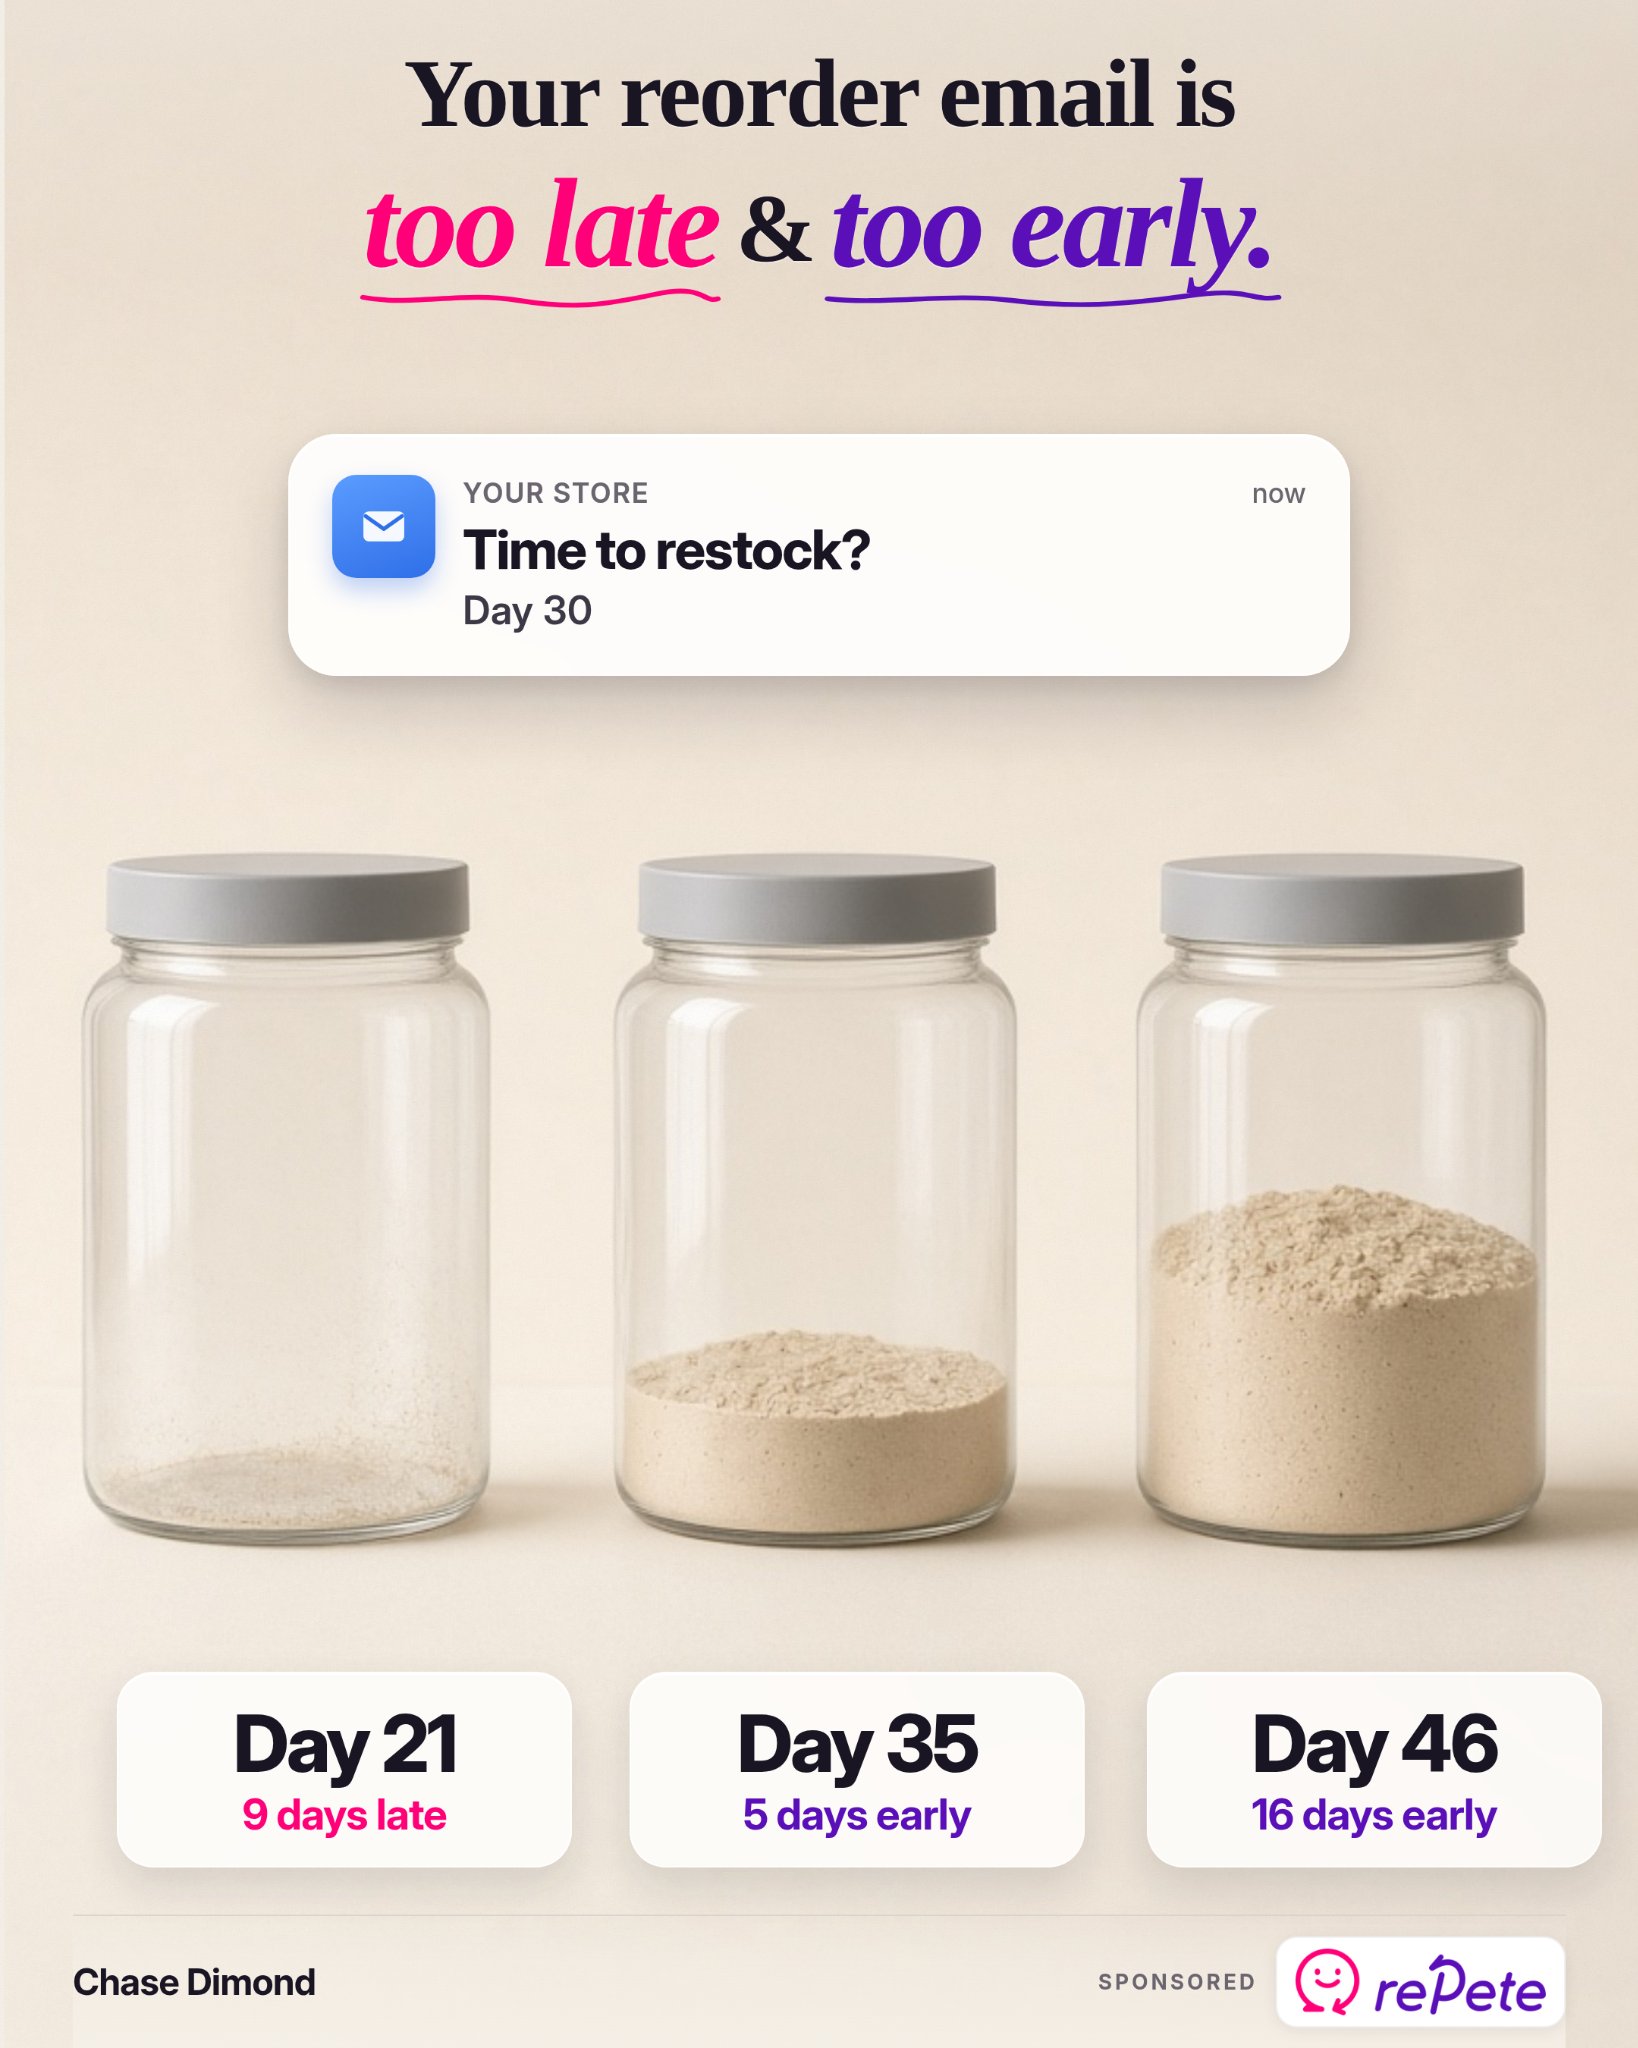 Your reorder email is
too late & too early.
YOUR STORE
now
Time to restock?
Day 30
Day 21
9 days late
Day 35
5 days early
Day 46
16 days early
Chase Dimond
SPONSORED
rePete